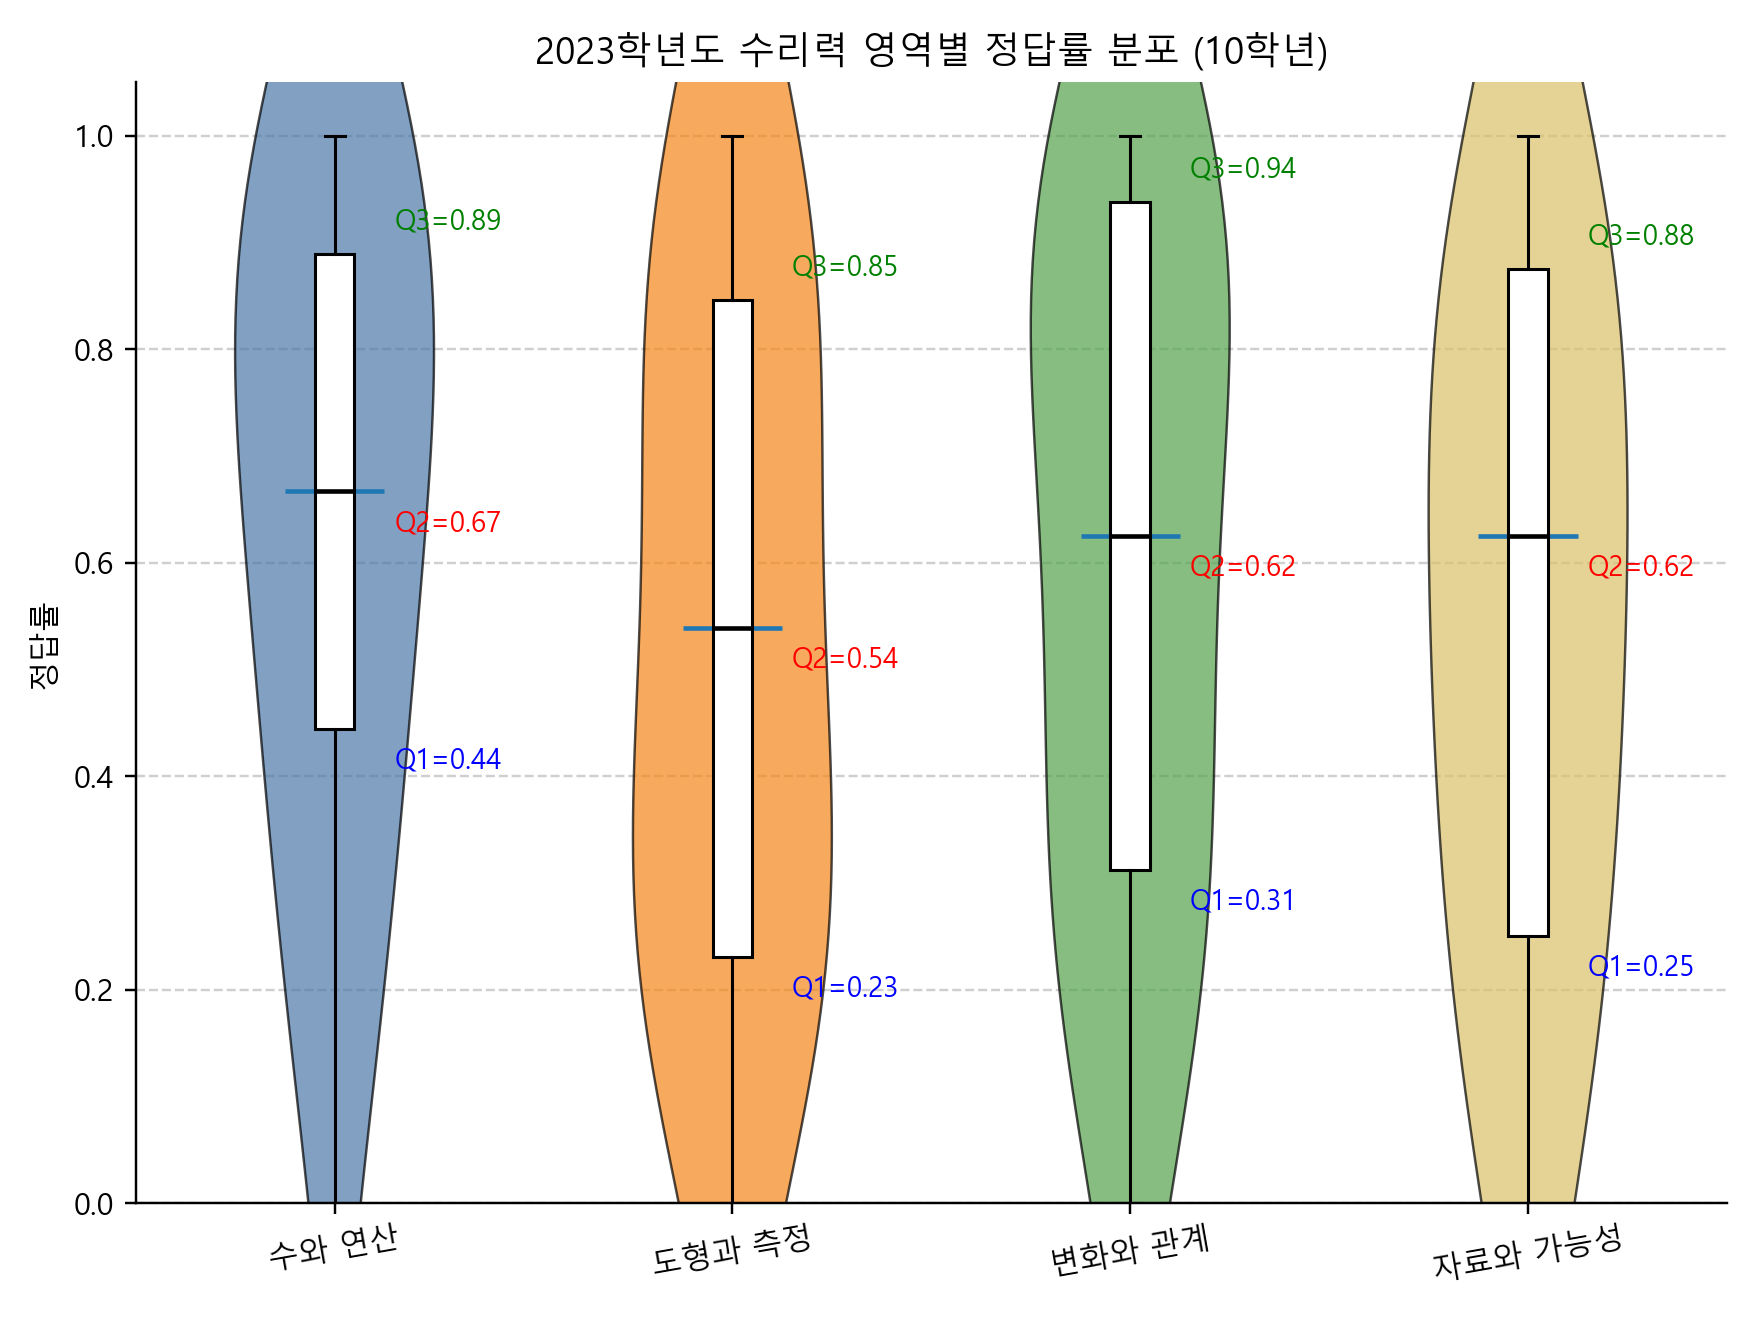 2023학년도 수리력 영역별 정답률 분포 (10학년)
정답률
1.0
0.8
0.6
0.4
0.2
0.0
Q3=0.89
Q2=0.67
Q1=0.44
Q3=0.85
Q2=0.54
Q1=0.23
Q3=0.94
Q2=0.62
Q1=0.31
Q3=0.88
Q2=0.62
Q1=0.25
수와 연산
도형과 측정
변화와 관계
자료와 가능성